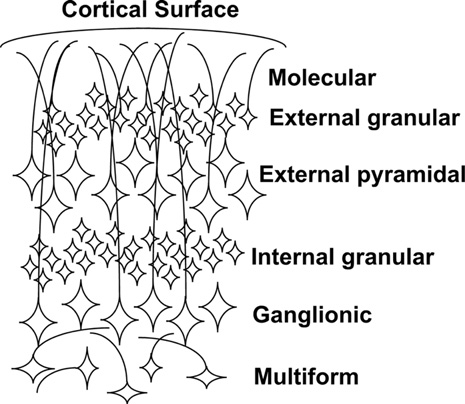 Cortical Surface
Molecular
External granular
External pyramidal
Internal granular
Ganglionic
Multiform